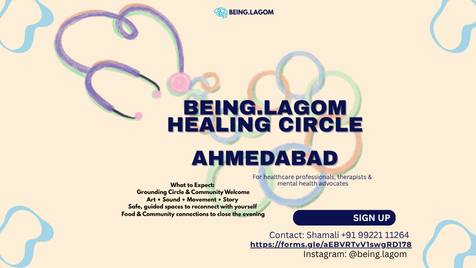 BEING.LAGOM
BEING.LAGOM
HEALING CIRCLE
AHMEDABAD
For healthcare professionals, therapists &
mental health advocates
What to Expect:
Grounding Circle & Community Welcome
Art • Sound • Movement • Story
Safe, guided spaces to reconnect with yourself
Food & Community connections to close the evening
SIGN UP
Contact: Shamali +91 99221 11264
https://forms.gle/aEBVRTvV1swgRD178
Instagram: @being.lagom